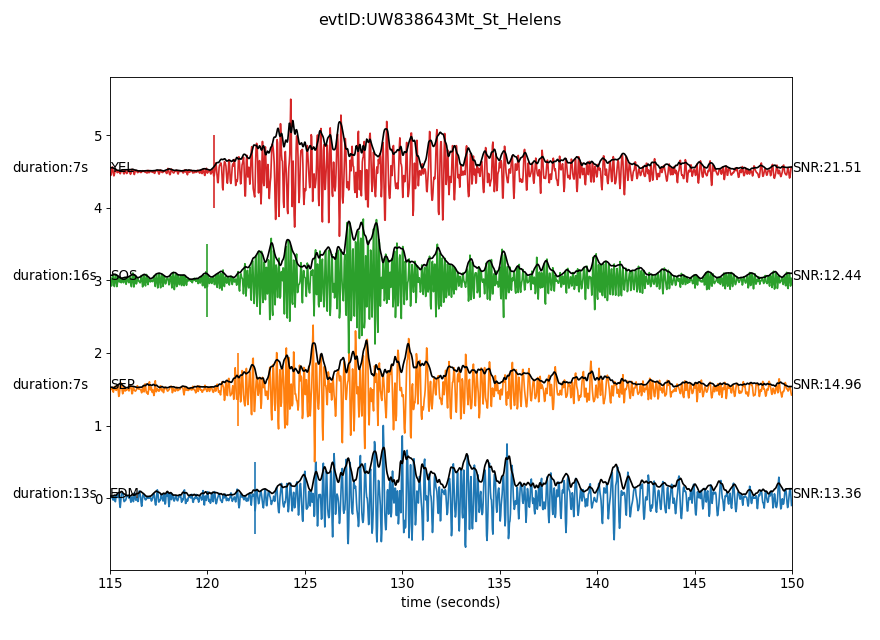 evtID:UW838643Mt_St_Helens
5
duration:7s YEL SNR:21.51
4
duration:16s SOS SNR:12.44
3
2
duration:7s SEP SNR:14.96
1
duration:13s EDM SNR:13.36
0
115 120 125 130 135 140 145 150
time (seconds)